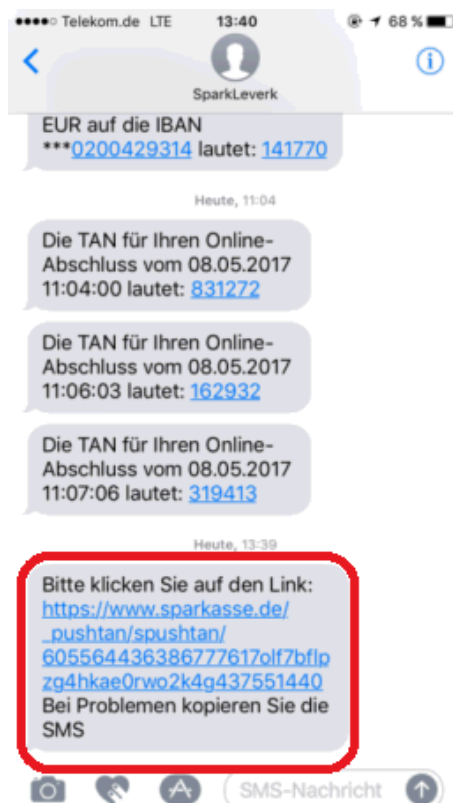 Telekom.de LTE 13:40 68 %
SparkLeverk
EUR auf die IBAN
***0200429314 lautet: 141770
Heute, 11:04
Die TAN für Ihren Online-
Abschluss vom 08.05.2017
11:04:00 lautet: 831272
Die TAN für Ihren Online-
Abschluss vom 08.05.2017
11:06:03 lautet: 162932
Die TAN für Ihren Online-
Abschluss vom 08.05.2017
11:07:06 lautet: 319413
Heute, 13:39
Bitte klicken Sie auf den Link:
https://www.sparkasse.de/
_pushtan/spushtan/
605564436386777617olf7bflp
zg4hkae0rwo2k4g437551440
Bei Problemen kopieren Sie die
SMS
SMS-Nachricht